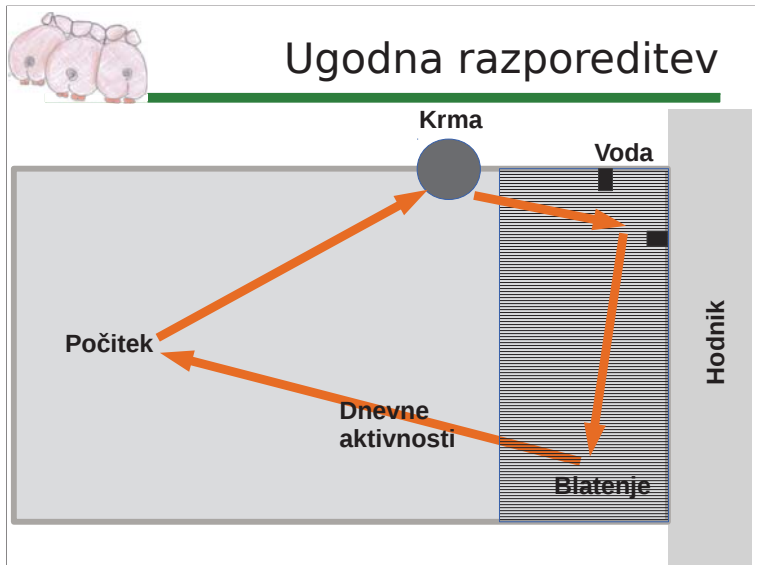 Ugodna razporeditev
Krma
Voda
Počitek
Hodnik
Dnevne
aktivnosti
Blatenje